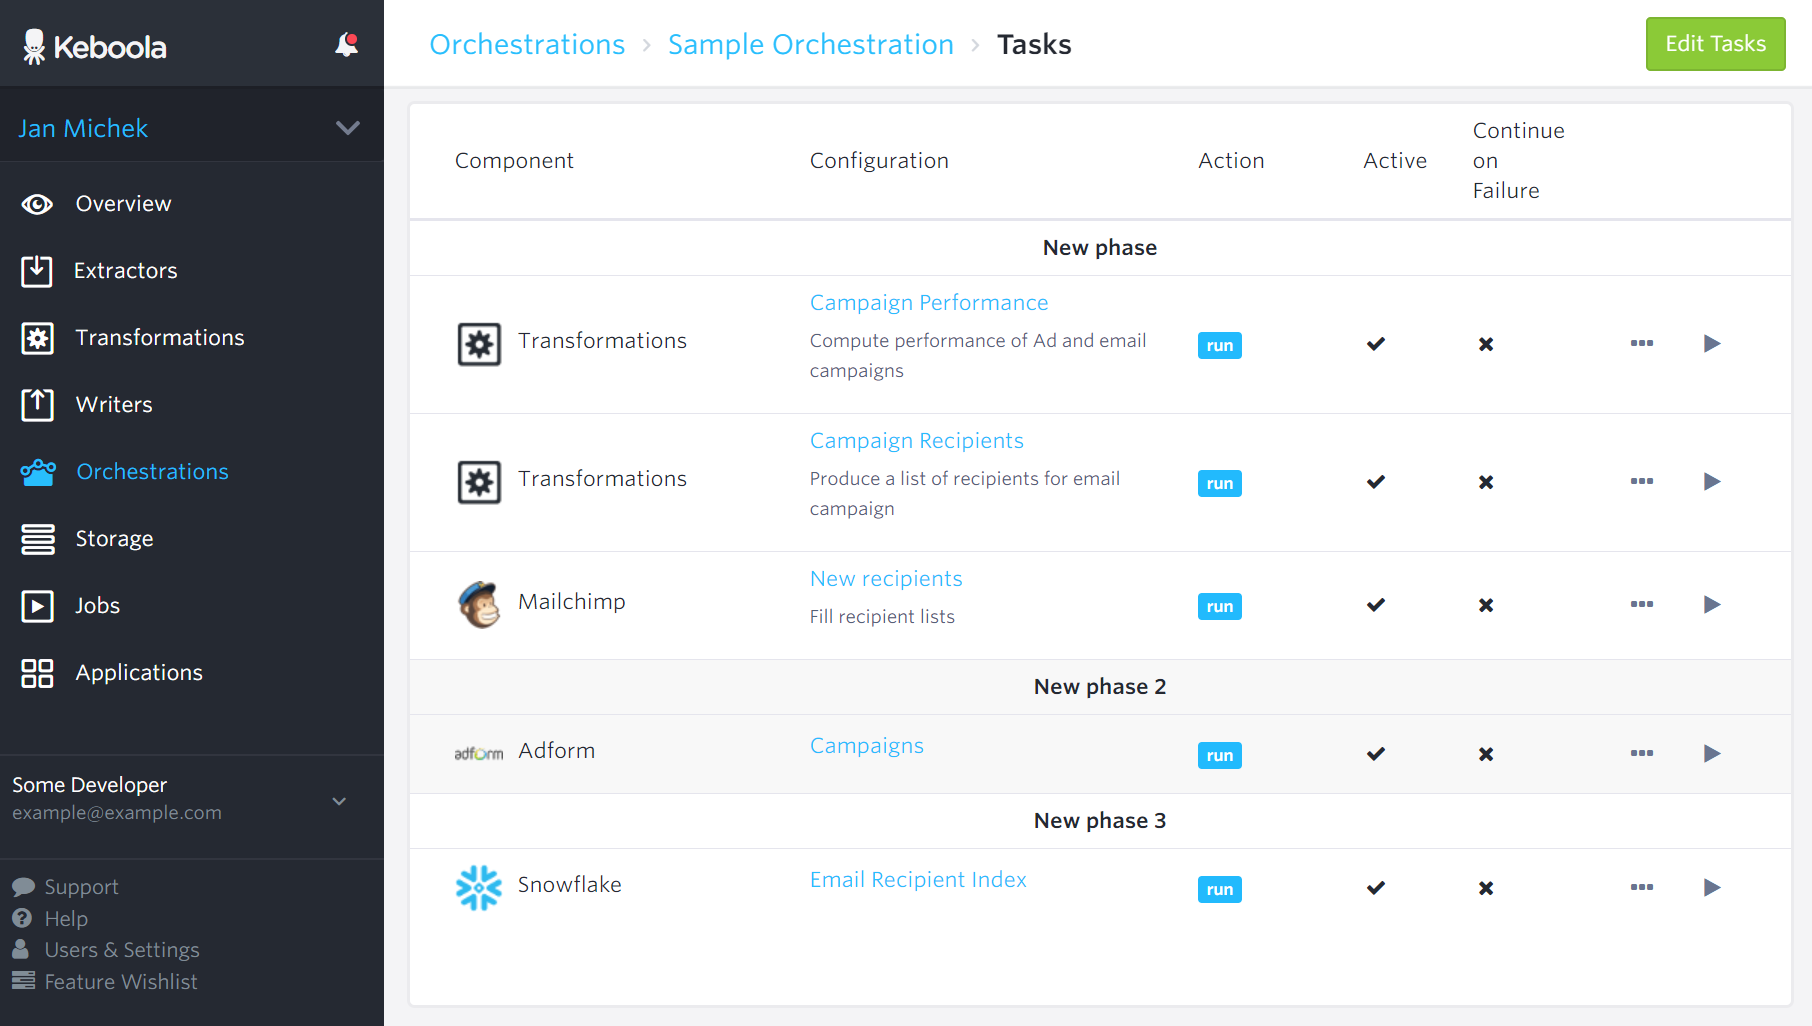 Keboola
Orchestrations › Sample Orchestration › Tasks
Edit Tasks
Jan Michek
Overview
Extractors
Transformations
Writers
Orchestrations
Storage
Jobs
Applications
Some Developer
example@example.com
Support
Help
Users & Settings
Feature Wishlist
Component Configuration Action Active Continue
on
Failure
New phase
Transformations
Campaign Performance
Compute performance of Ad and email
campaigns
run
Transformations
Campaign Recipients
Produce a list of recipients for email
campaign
run
Mailchimp
New recipients
Fill recipient lists
run
New phase 2
adform Adform Campaigns run
New phase 3
Snowflake Email Recipient Index run